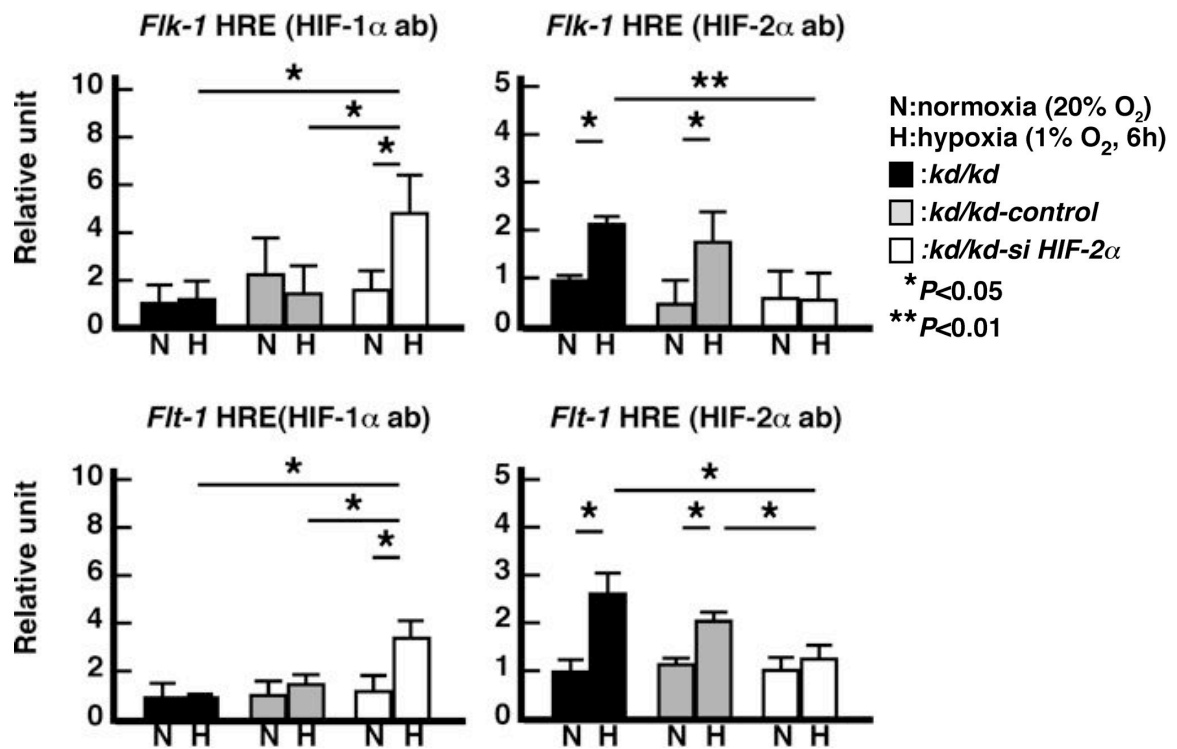 Flk-1 HRE (HIF-1α ab)
Relative unit
10
8
6
4
2
0
*
*
*
N H N H N H
Flk-1 HRE (HIF-2α ab)
5
4
3
2
1
0
**
*
*
N H N H N H
N:normoxia (20% O2)
H:hypoxia (1% O2, 6h)
:kd/kd
:kd/kd-control
:kd/kd-si HIF-2α
*P<0.05
**P<0.01
Flt-1 HRE(HIF-1α ab)
Relative unit
10
8
6
4
2
0
*
*
*
N H N H N H
Flt-1 HRE (HIF-2α ab)
5
4
3
2
1
0
*
*
*
*
N H N H N H